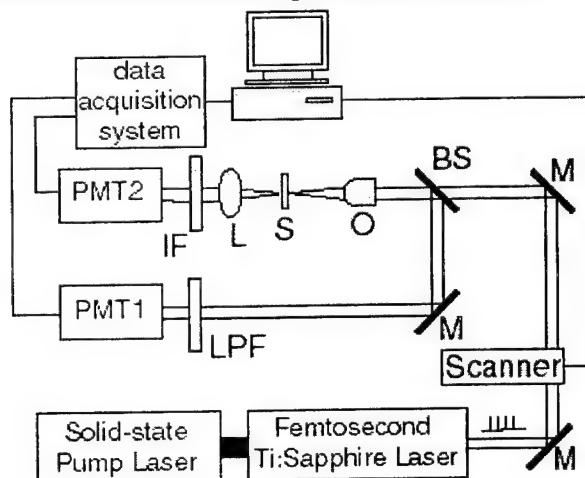 data
acquisition
system
BS
M
PMT2
IF
L
S
O
PMT1
LPF
M
Scanner
Solid-state
Pump Laser
Femtosecond
Ti:Sapphire Laser
M